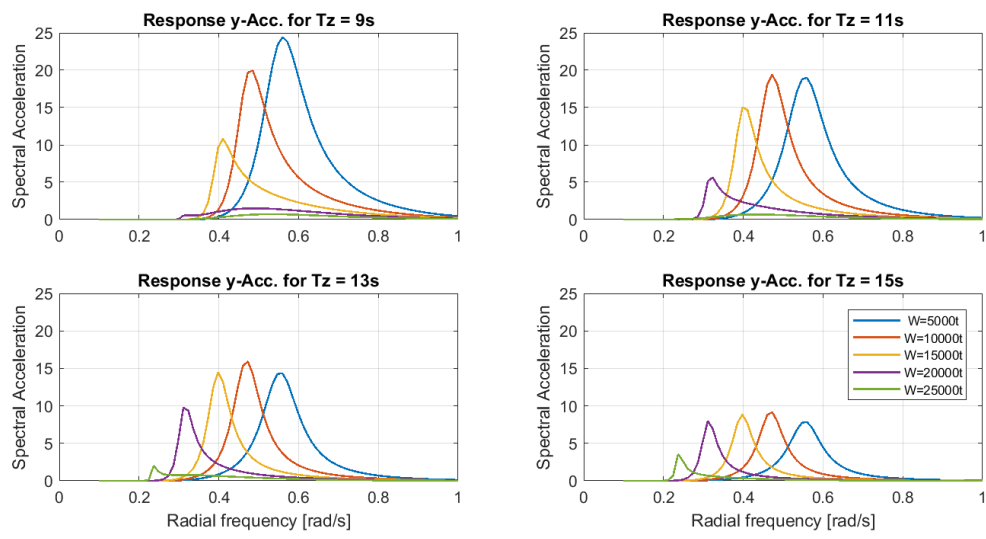 Response y-Acc. for Tz = 9s
Spectral Acceleration
25
20
15
10
5
0
0 0.2 0.4 0.6 0.8 1
Response y-Acc. for Tz = 11s
Spectral Acceleration
25
20
15
10
5
0
0 0.2 0.4 0.6 0.8 1
Response y-Acc. for Tz = 13s
Spectral Acceleration
25
20
15
10
5
0
0 0.2 0.4 0.6 0.8 1
Radial frequency [rad/s]
Response y-Acc. for Tz = 15s
Spectral Acceleration
25
20
15
10
5
0
W=5000t
W=10000t
W=15000t
W=20000t
W=25000t
0 0.2 0.4 0.6 0.8 1
Radial frequency [rad/s]